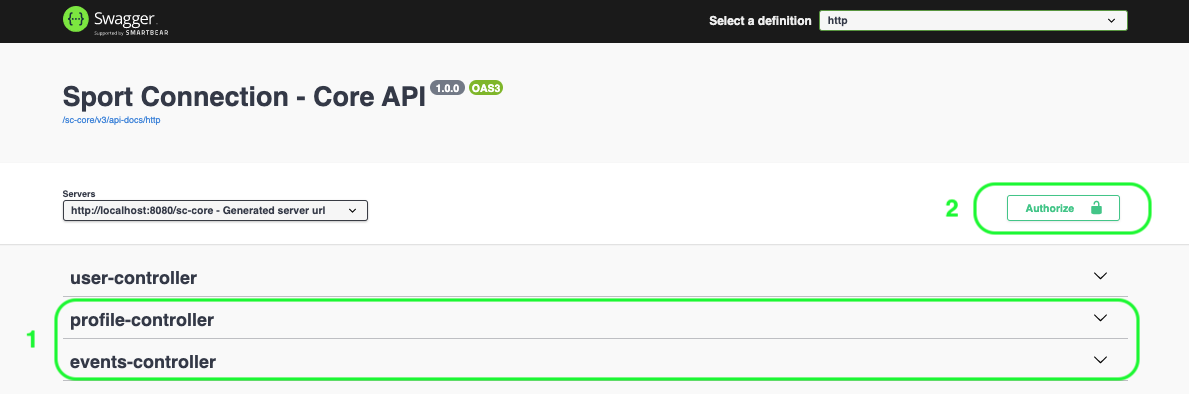 Swagger.
Supported by SMARTBEAR
Select a definition
http
Sport Connection - Core API 1.0.0 OAS3
/sc-core/v3/api-docs/http
Servers
http://localhost:8080/sc-core - Generated server url
2
Authorize
user-controller
1
profile-controller
events-controller